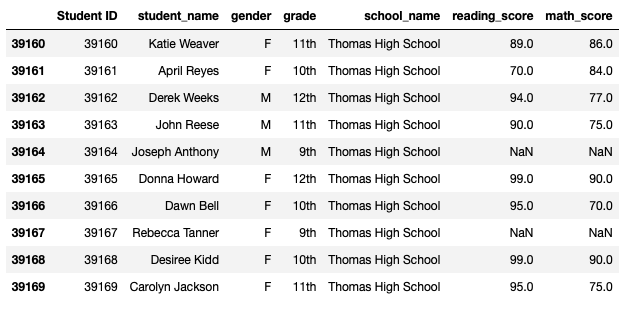 Student ID student_name gender grade school_name reading_score math_score
39160 39160 Katie Weaver F 11th Thomas High School 89.0 86.0
39161 39161 April Reyes F 10th Thomas High School 70.0 84.0
39162 39162 Derek Weeks M 12th Thomas High School 94.0 77.0
39163 39163 John Reese M 11th Thomas High School 90.0 75.0
39164 39164 Joseph Anthony M 9th Thomas High School NaN NaN
39165 39165 Donna Howard F 12th Thomas High School 99.0 90.0
39166 39166 Dawn Bell F 10th Thomas High School 95.0 70.0
39167 39167 Rebecca Tanner F 9th Thomas High School NaN NaN
39168 39168 Desiree Kidd F 10th Thomas High School 99.0 90.0
39169 39169 Carolyn Jackson F 11th Thomas High School 95.0 75.0